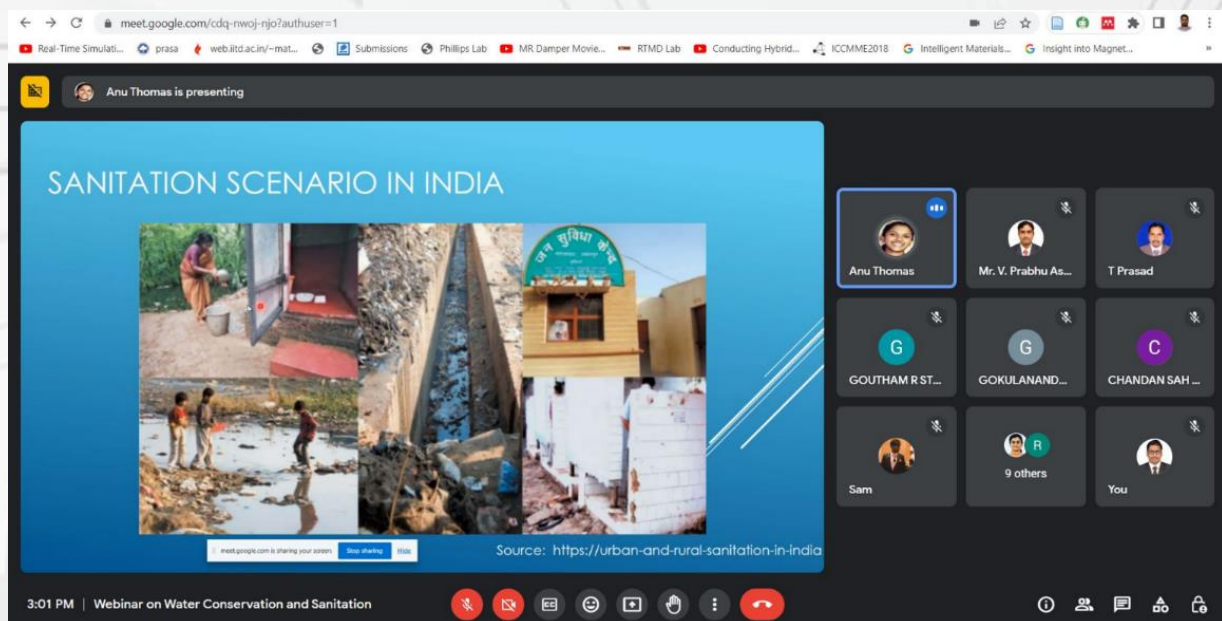 meet.google.com/cdq-nwoj-njo?authuser=1
Real-Time Simulati... prasa web.iitd.ac.in/~mat... Submissions Phillips Lab MR Damper Movie... RTMD Lab Conducting Hybrid... ICCMME2018 Intelligent Materials... Insight into Magnet... »
Anu Thomas is presenting
SANITATION SCENARIO IN INDIA
जन सुविधा केन्द्र
meet.google.com is sharing your screen. Stop sharing Hide
Source: https://urban-and-rural-sanitation-in-india
Anu Thomas Mr. V. Prabhu As... T Prasad
G G C
GOUTHAM R ST... GOKULANAND... CHANDAN SAH ...
R
Sam 9 others You
3:01 PM | Webinar on Water Conservation and Sanitation